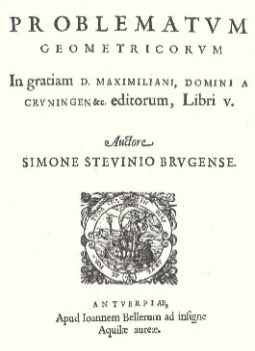 PROBLEMATVM
GEOMETRICORVM
In gratiam D. MAXIMILIANI, DOMINI A
CRVNINGEN &c. editorum, Libri v.
Auctore
SIMONE STEVINIO BRVGENSE.
ANTVERPIÆ,
Apud Ioannem Bellerum ad insigne
Aquilæ aureæ.